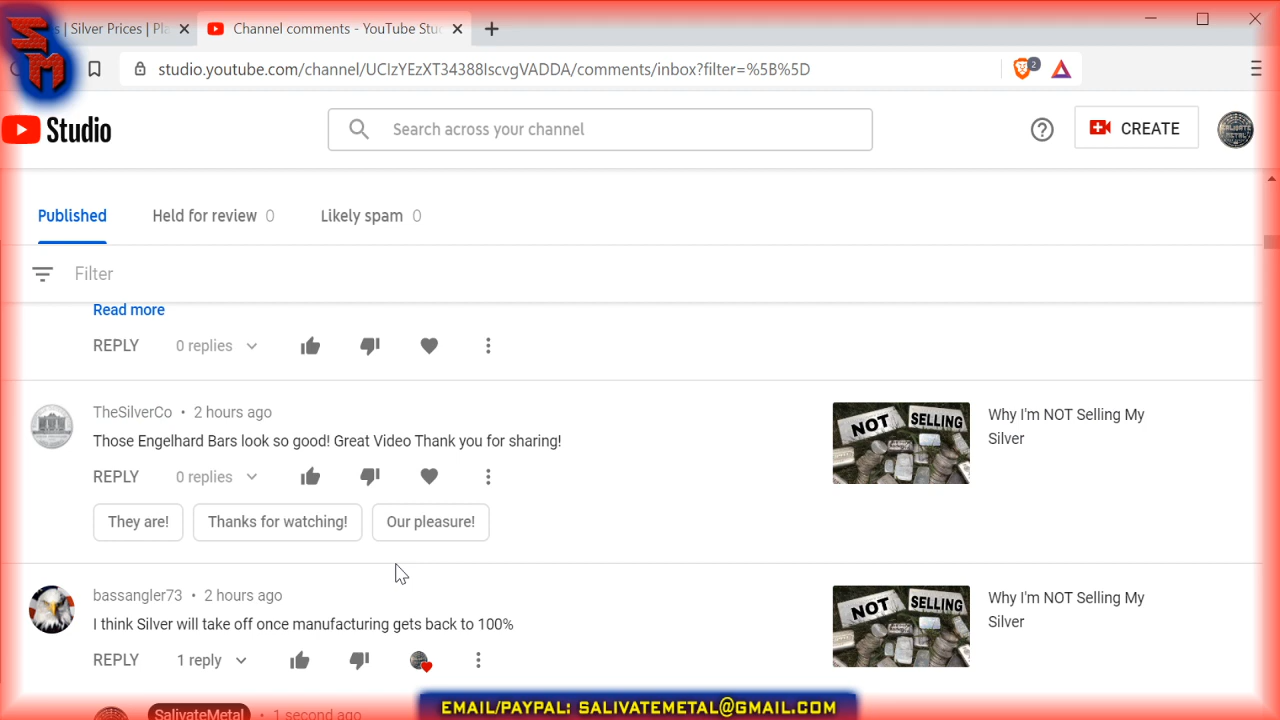 | Silver Prices | Pla
Channel comments - YouTube Stud
studio.youtube.com/channel/UCIzYEzXT34388IscvgVADDA/comments/inbox?filter=%5B%5D
2
SM
Studio
Search across your channel
CREATE
Published
Held for review 0
Likely spam 0
Filter
Read more
REPLY
0 replies
TheSilverCo • 2 hours ago
Those Engelhard Bars look so good! Great Video Thank you for sharing!
NOT SELLING
Why I'm NOT Selling My
Silver
REPLY
0 replies
They are!
Thanks for watching!
Our pleasure!
bassangler73 • 2 hours ago
I think Silver will take off once manufacturing gets back to 100%
NOT SELLING
Why I'm NOT Selling My
Silver
REPLY
1 reply
SalivateMetal • 1 second ago
EMAIL/PAYPAL: SALIVATEMETAL@GMAIL.COM